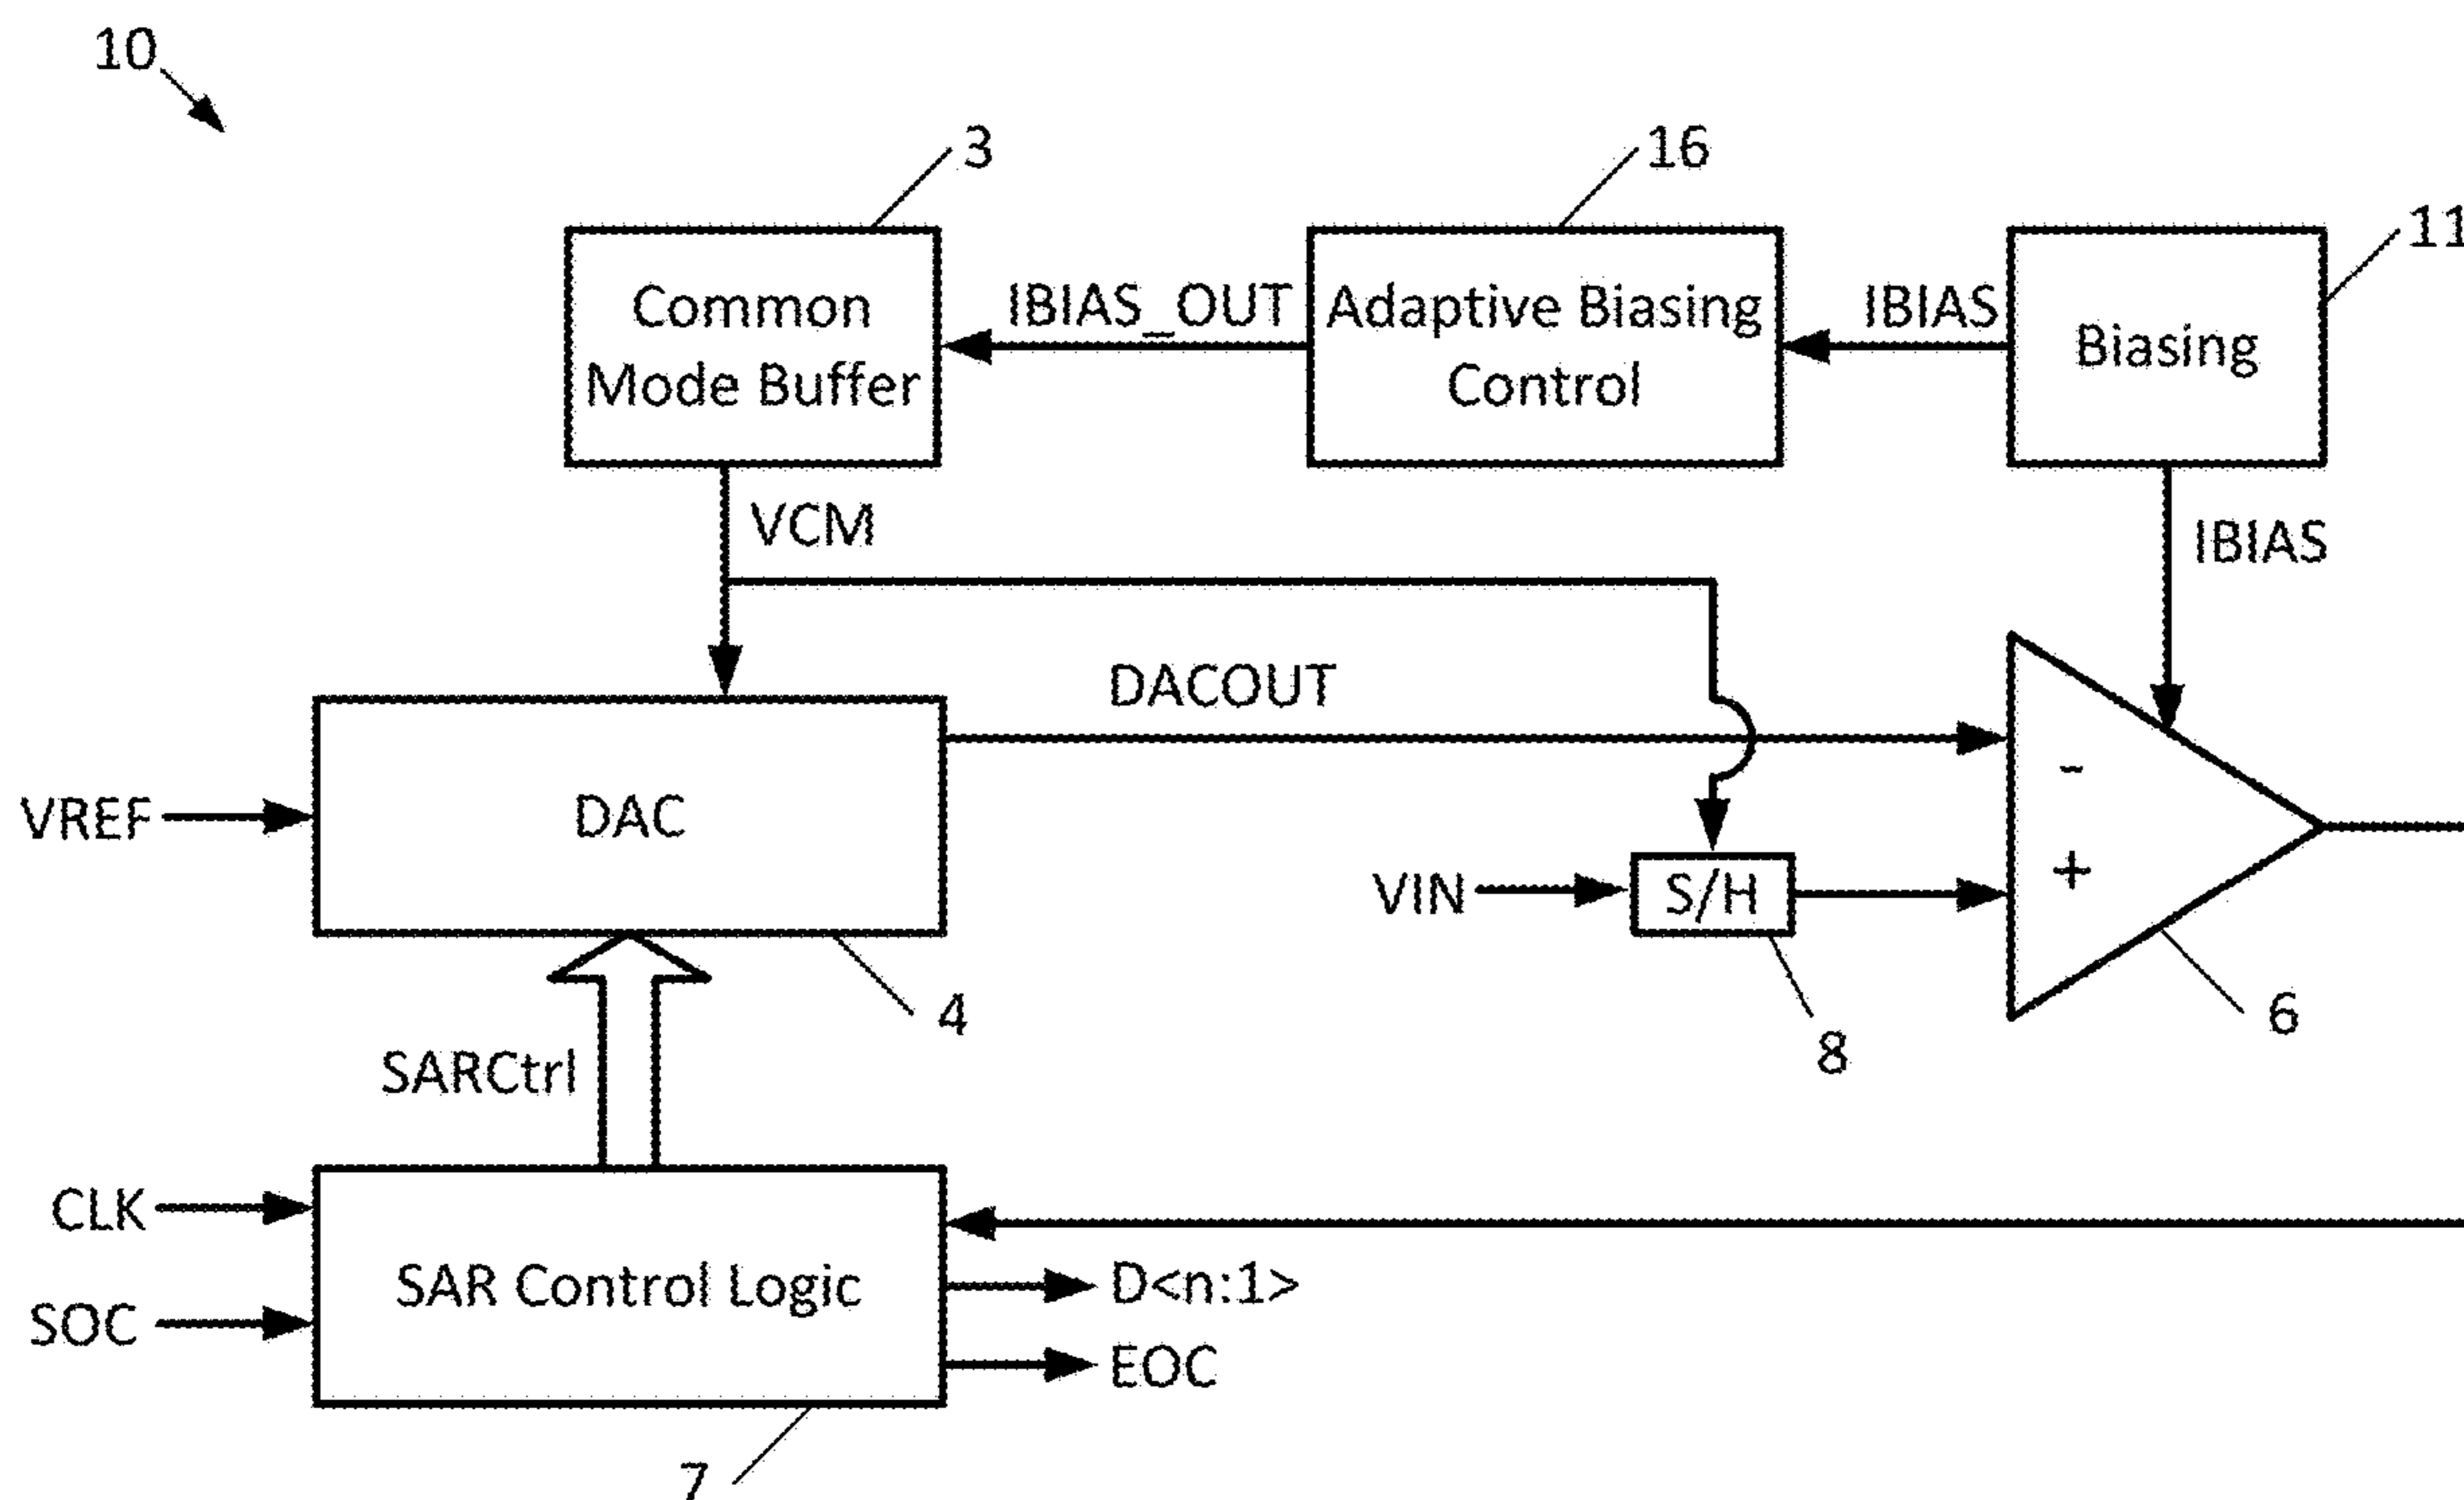 10
3
16
11
Common
Mode Buffer
IBIAS_OUT
Adaptive Biasing
Control
IBIAS
Biasing
VCM
IBIAS
DACOUT
VREF
DAC
-
+
VIN
S/H
4
8
6
SARCtrl
CLK
SOC
SAR Control Logic
D<n:1>
EOC
7